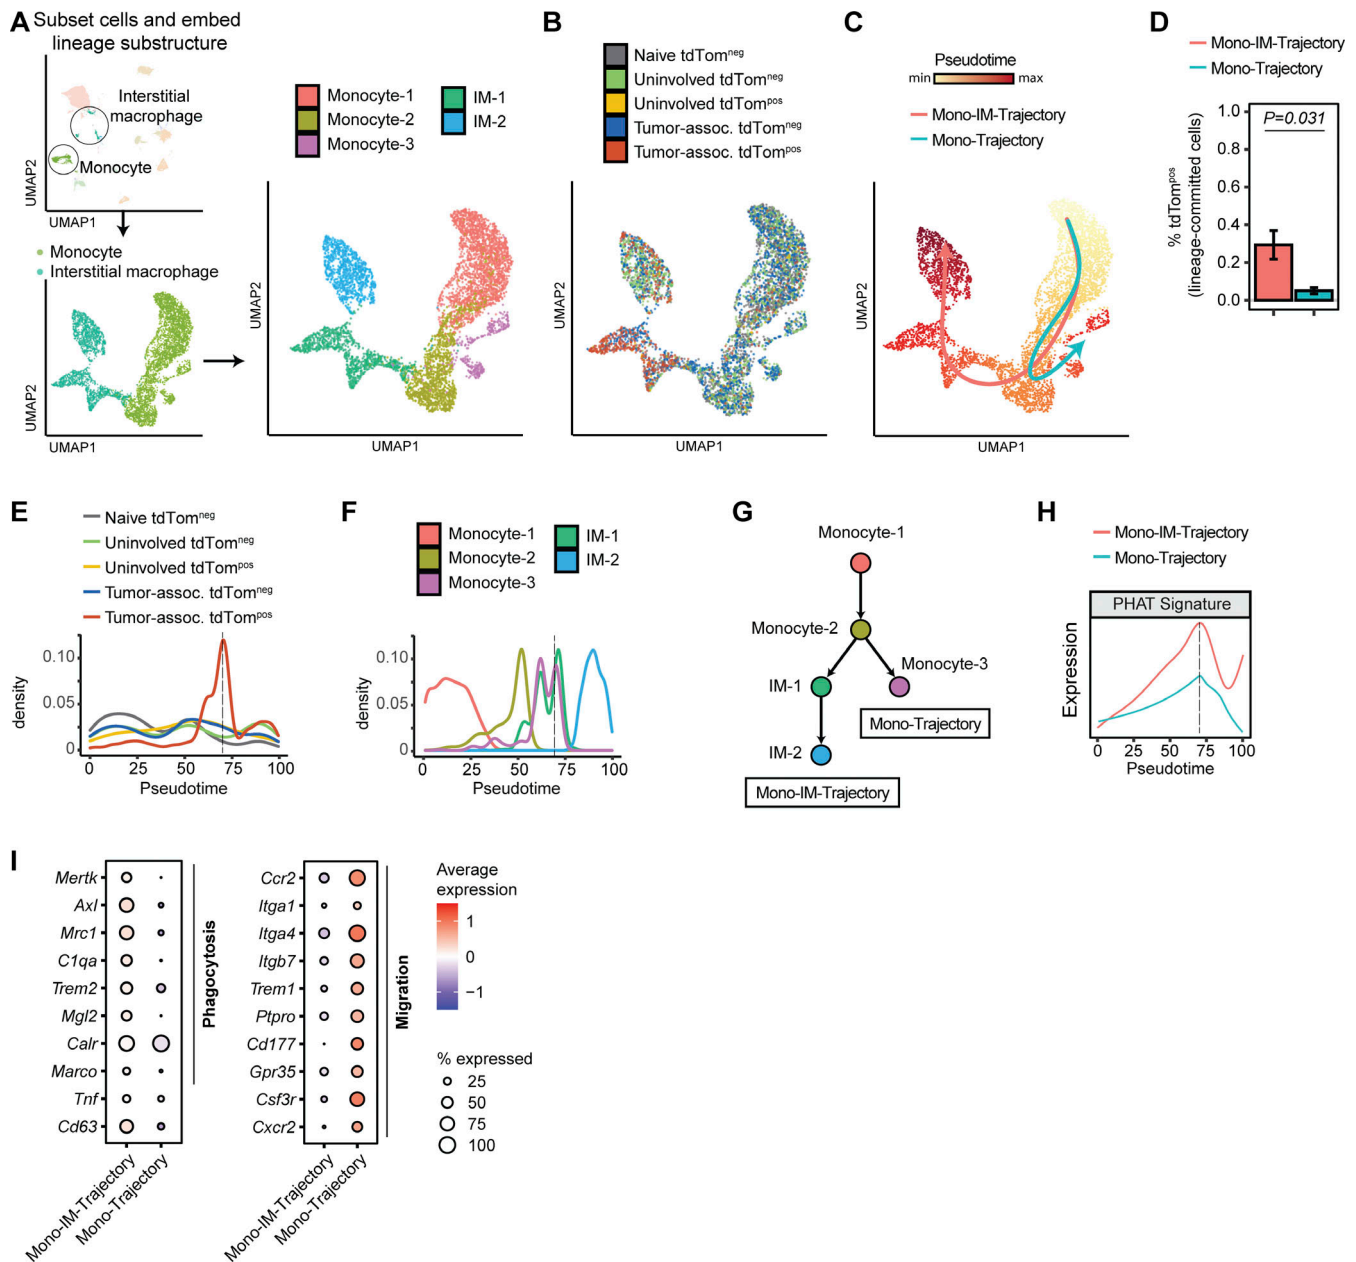 A
Subset cells and embed
lineage substructure
Interstitial
macrophage
Monocyte
UMAP2
UMAP1
Monocyte
Interstitial macrophage
UMAP2
UMAP1
Monocyte-1
Monocyte-2
Monocyte-3
IM-1
IM-2
UMAP2
UMAP1
B
Naive tdTomneg
Uninvolved tdTomneg
Uninvolved tdTompos
Tumor-assoc. tdTomneg
Tumor-assoc. tdTompos
UMAP2
UMAP1
C
Pseudotime
min max
Mono-IM-Trajectory
Mono-Trajectory
UMAP2
UMAP1
D
Mono-IM-Trajectory
Mono-Trajectory
P=0.031
% tdTompos
(lineage-committed cells)
1.0
0.8
0.6
0.4
0.2
0.0
E
Naive tdTomneg
Uninvolved tdTomneg
Uninvolved tdTompos
Tumor-assoc. tdTomneg
Tumor-assoc. tdTompos
density
0.10
0.05
0
0 25 50 75 100
Pseudotime
F
Monocyte-1
Monocyte-2
Monocyte-3
IM-1
IM-2
density
0.10
0.05
0
0 25 50 75 100
Pseudotime
G
Monocyte-1
Monocyte-2
Monocyte-3
IM-1
Mono-Trajectory
IM-2
Mono-IM-Trajectory
H
Mono-IM-Trajectory
Mono-Trajectory
PHAT Signature
Expression
0 25 50 75 100
Pseudotime
I
Mertk
Axl
Mrc1
C1qa
Trem2
Mgl2
Calr
Marco
Tnf
Cd63
Phagocytosis
Mono-IM-Trajectory
Mono-Trajectory
Ccr2
Itga1
Itga4
Itgb7
Trem1
Ptpro
Cd177
Gpr35
Csf3r
Cxcr2
Migration
Mono-IM-Trajectory
Mono-Trajectory
Average
expression
1
0
−1
% expressed
25
50
75
100